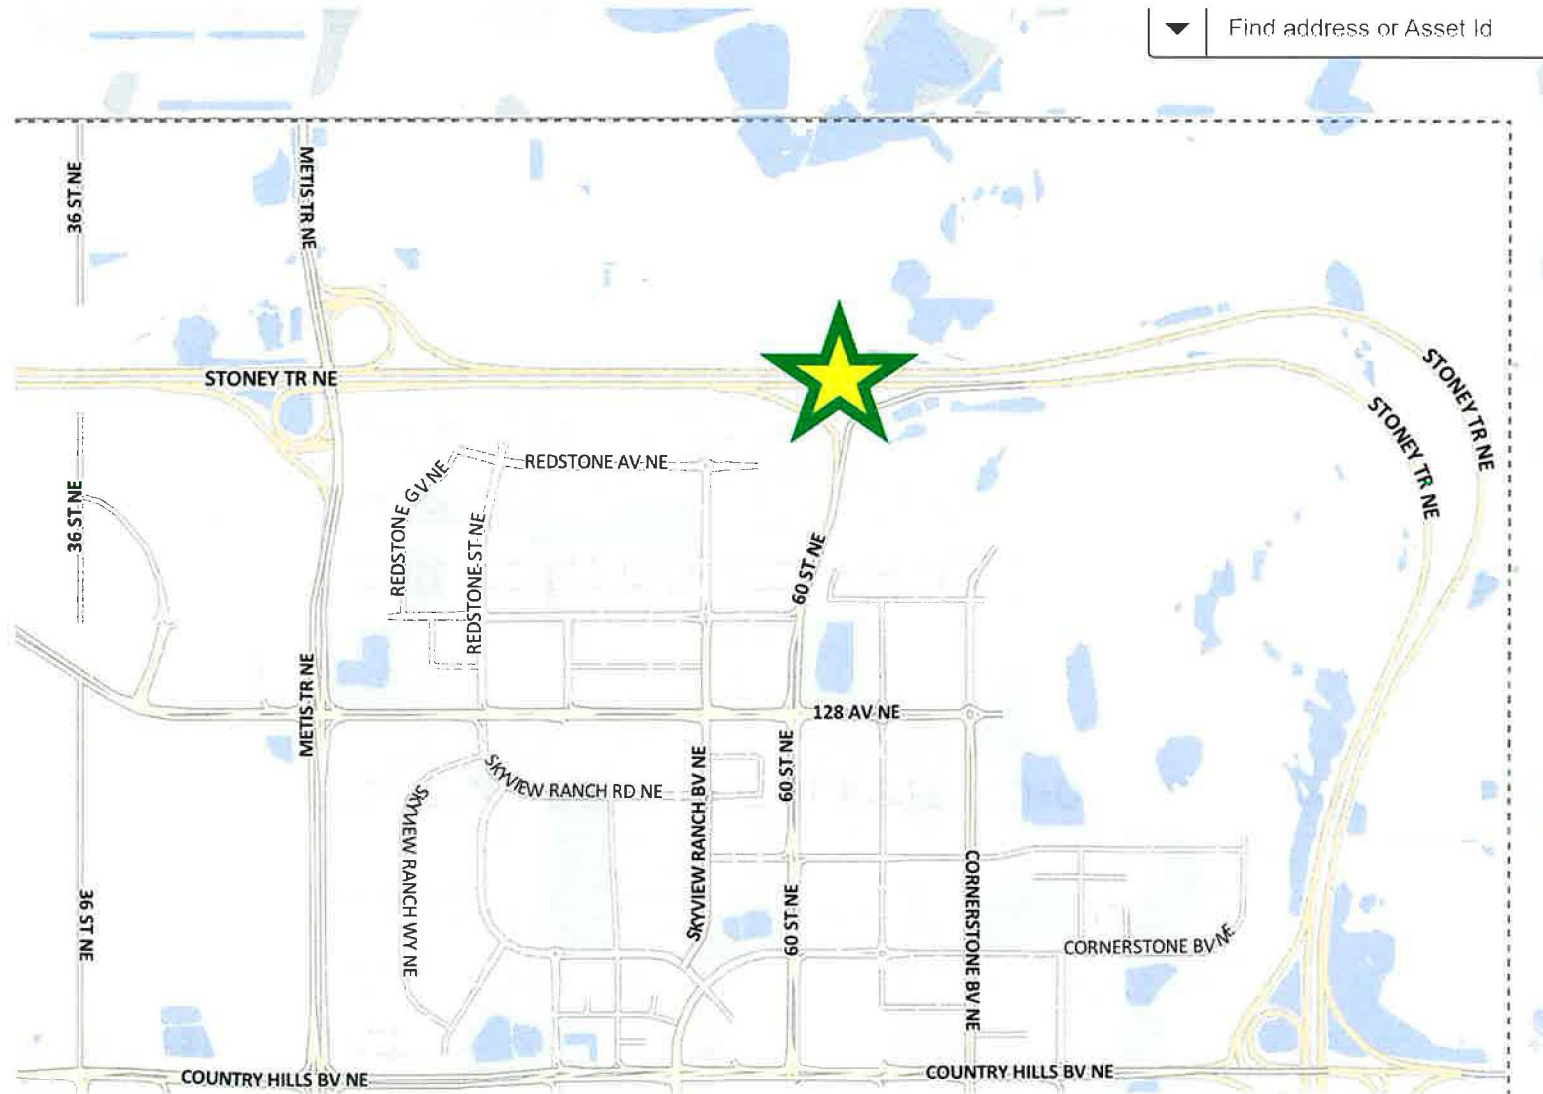 Find address or Asset Id
36 ST NE
METIS TR NE
STONEY TR NE
STONEY TR NE
STONEY TR NE
REDSTONE AV NE
REDSTONE GV NE
36 ST NE
REDSTONE ST NE
60 ST NE
METIS TR NE
128 AV NE
SKYVIEW RANCH RD NE
SKYVIEW RANCH BV NE
60 ST NE
SKYVIEW RANCH WY NE
36 ST NE
60 ST NE
CORNERSTONE BV NE
CORNERSTONE BV NE
COUNTRY HILLS BV NE
COUNTRY HILLS BV NE